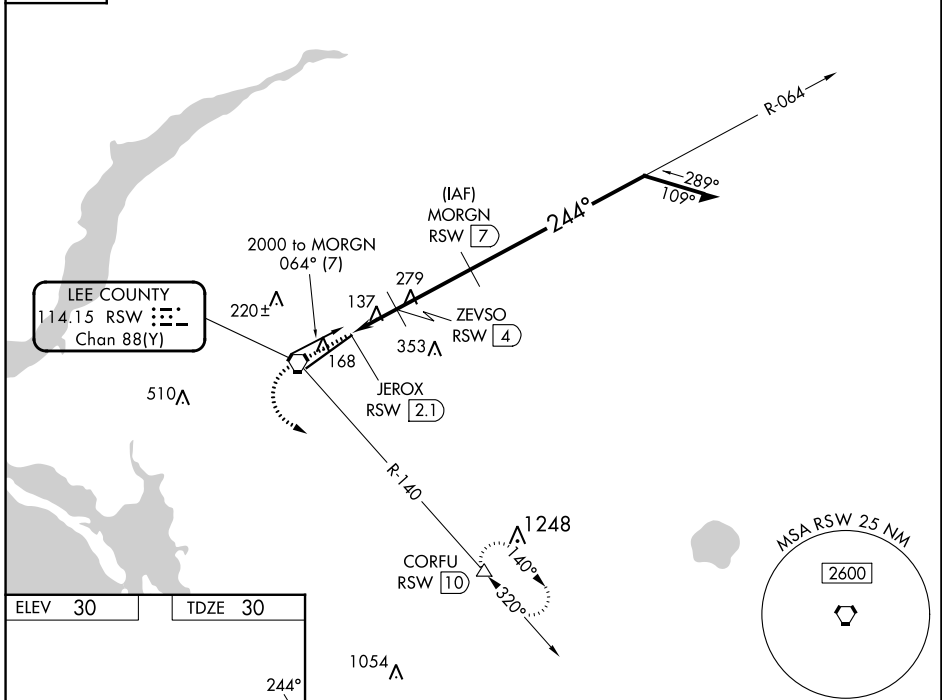 R-064
289°
109°
(IAF)
MORGN
RSW 7
244°
2000 to MORGN
064° (7)
LEE COUNTY
114.15 RSW
Chan 88(Y)
220±
137
279
ZEVSO
RSW 4
353
168
510
JEROX
RSW 2.1
R-140
1248
CORFU
RSW 10
140°
320°
MSA RSW 25 NM
2600
ELEV 30
TDZE 30
1054
244°